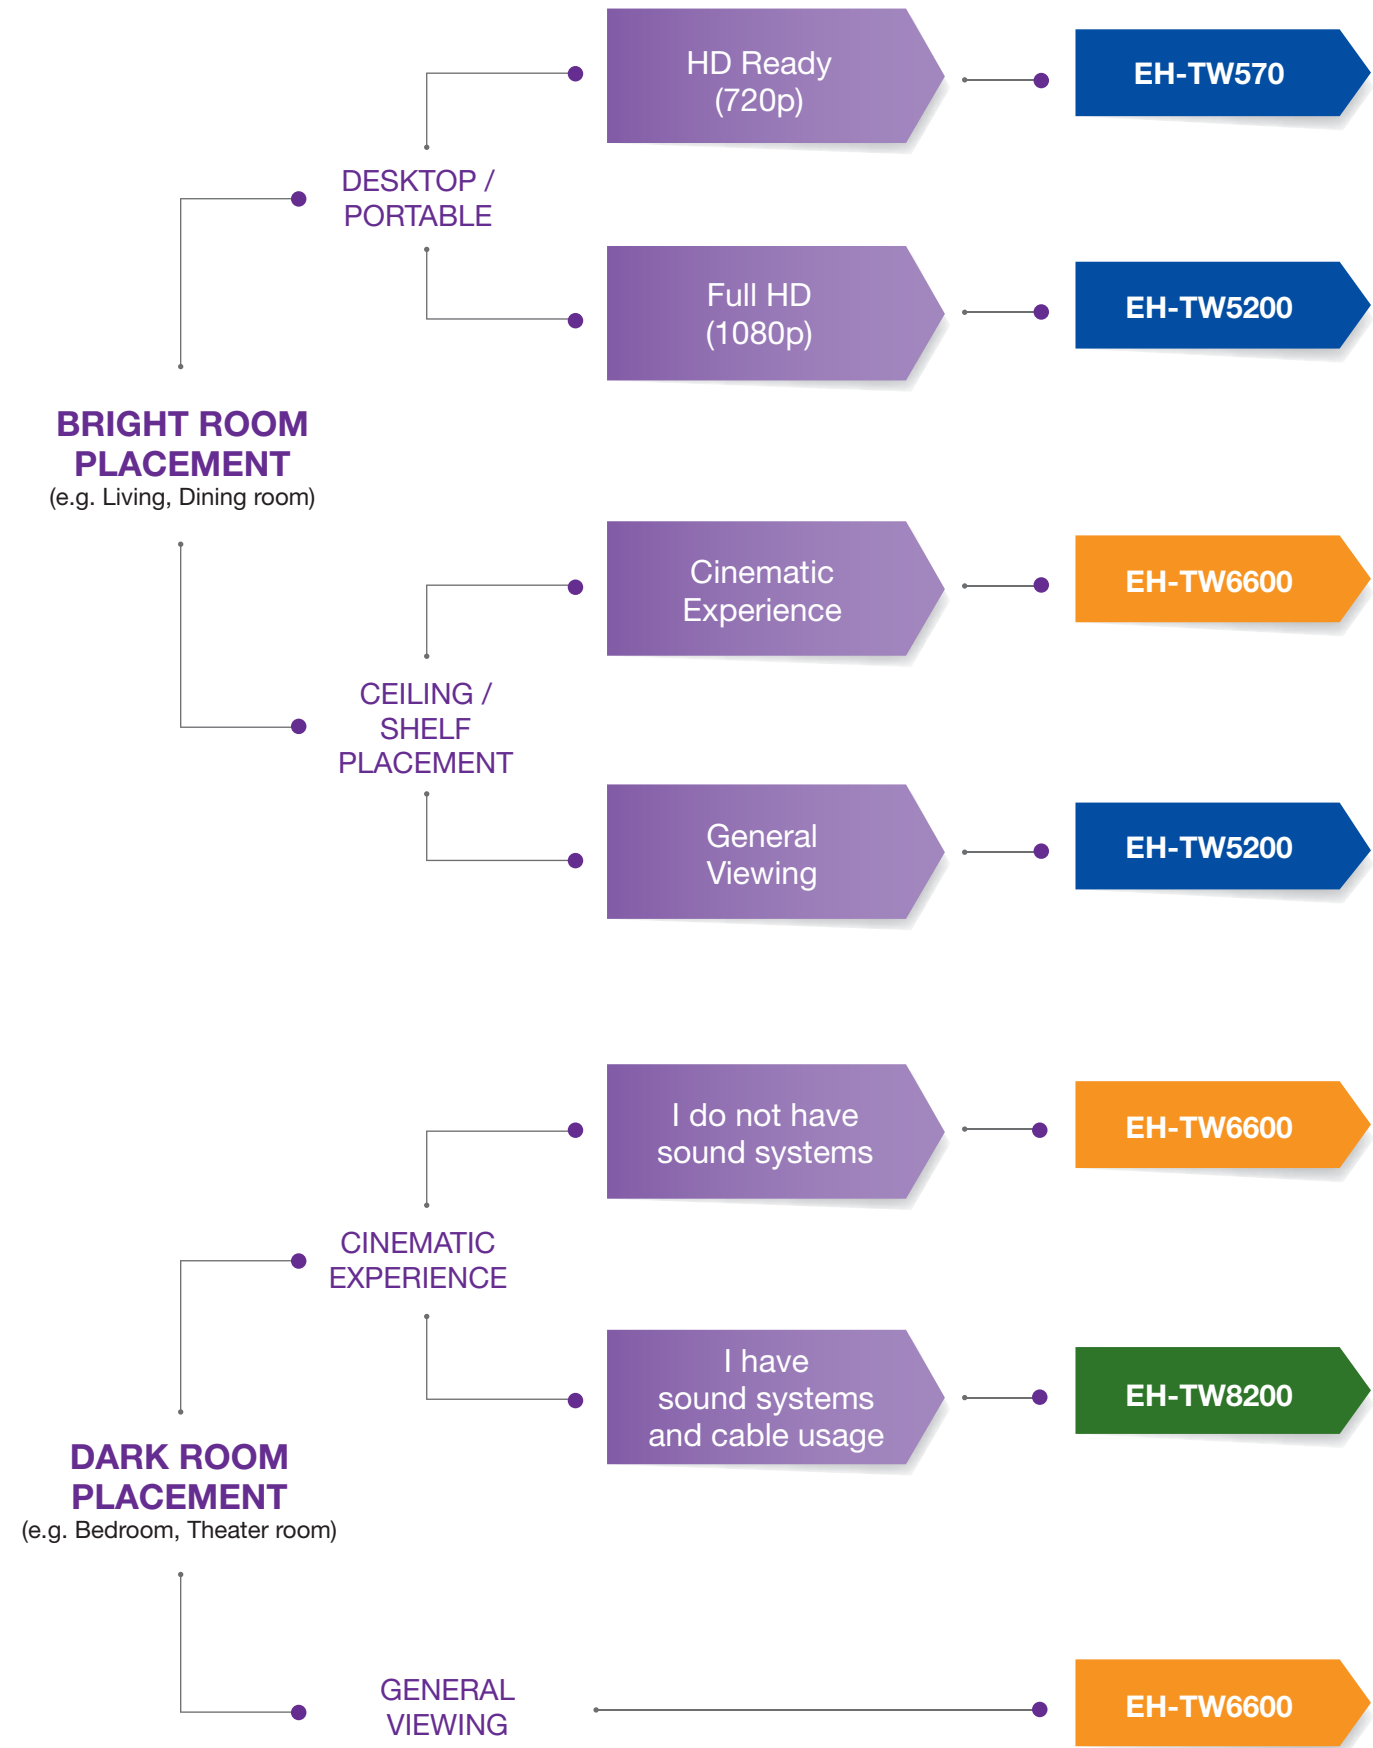 HD Ready
(720p)
EH-TW570
DESKTOP /
PORTABLE
Full HD
(1080p)
EH-TW5200
BRIGHT ROOM
PLACEMENT
(e.g. Living, Dining room)
Cinematic
Experience
EH-TW6600
CEILING /
SHELF
PLACEMENT
General
Viewing
EH-TW5200
I do not have
sound systems
EH-TW6600
CINEMATIC
EXPERIENCE
I have
sound systems
and cable usage
EH-TW8200
DARK ROOM
PLACEMENT
(e.g. Bedroom, Theater room)
GENERAL
VIEWING
EH-TW6600